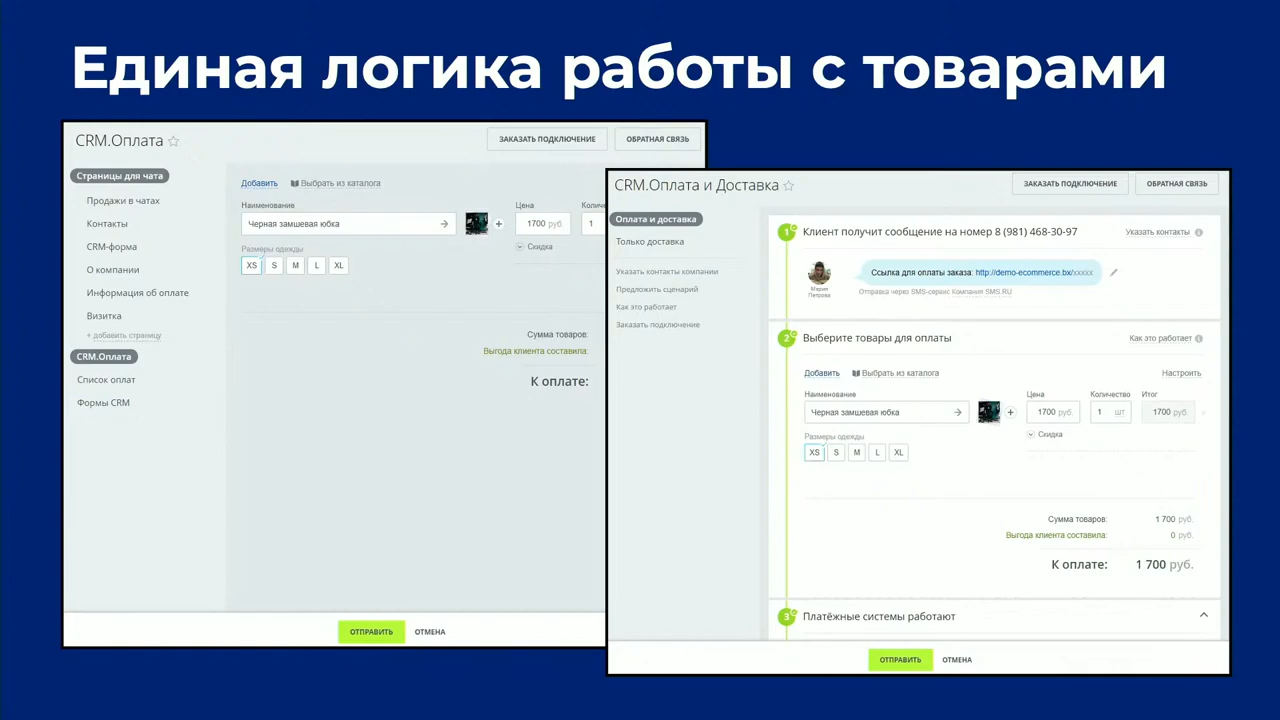 Единая логика работы с товарами
CRM.Оплата
ЗАКАЗАТЬ ПОДКЛЮЧЕНИЕ
ОБРАТНАЯ СВЯЗЬ
Страницы для чата
Продажи в чатах
Контакты
CRM-форма
О компании
Информация об оплате
Визитка
+ добавить страницу
CRM.Оплата
Список оплат
Формы CRM
Добавить
Выбрать из каталога
Наименование
Цена
Черная замшевая юбка
1700 руб.
1
Скидка
Размеры одежды
XS S M L XL
Сумма товаров:
Выгода клиента составила:
К оплате:
ОТПРАВИТЬ
ОТМЕНА
CRM.Оплата и Доставка
ЗАКАЗАТЬ ПОДКЛЮЧЕНИЕ
ОБРАТНАЯ СВЯЗЬ
Оплата и доставка
Только доставка
Указать контакты компании
Предложить сценарий
Как это работает
Заказать подключение
1 Клиент получит сообщение на номер 8 (981) 468-30-97
Указать контакты
Ссылка для оплаты заказа: http://demo-ecommerce.bx/xxxxx
Мария
Петрова
Отправка через SMS-сервис Компания SMS.RU
2 Выберите товары для оплаты
Как это работает
Добавить
Выбрать из каталога
Настроить
Наименование
Цена
Количество
Итог
Черная замшевая юбка
1700 руб.
1 шт
1700 руб.
Скидка
Размеры одежды
XS S M L XL
Сумма товаров: 1 700 руб.
Выгода клиента составила: 0 руб.
К оплате: 1 700 руб.
3 Платёжные системы работают
ОТПРАВИТЬ
ОТМЕНА